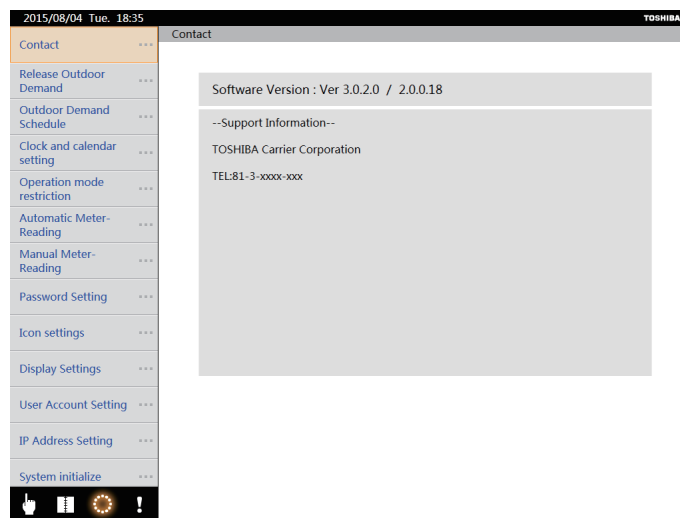 2015/08/04 Tue. 18:35
TOSHIBA
Contact
Contact
Release Outdoor
Demand
Outdoor Demand
Schedule
Clock and calendar
setting
Operation mode
restriction
Automatic Meter-
Reading
Manual Meter-
Reading
Password Setting
Icon settings
Display Settings
User Account Setting
IP Address Setting
System initialize
Software Version : Ver 3.0.2.0 / 2.0.0.18
--Support Information--
TOSHIBA Carrier Corporation
TEL:81-3-xxxx-xxx